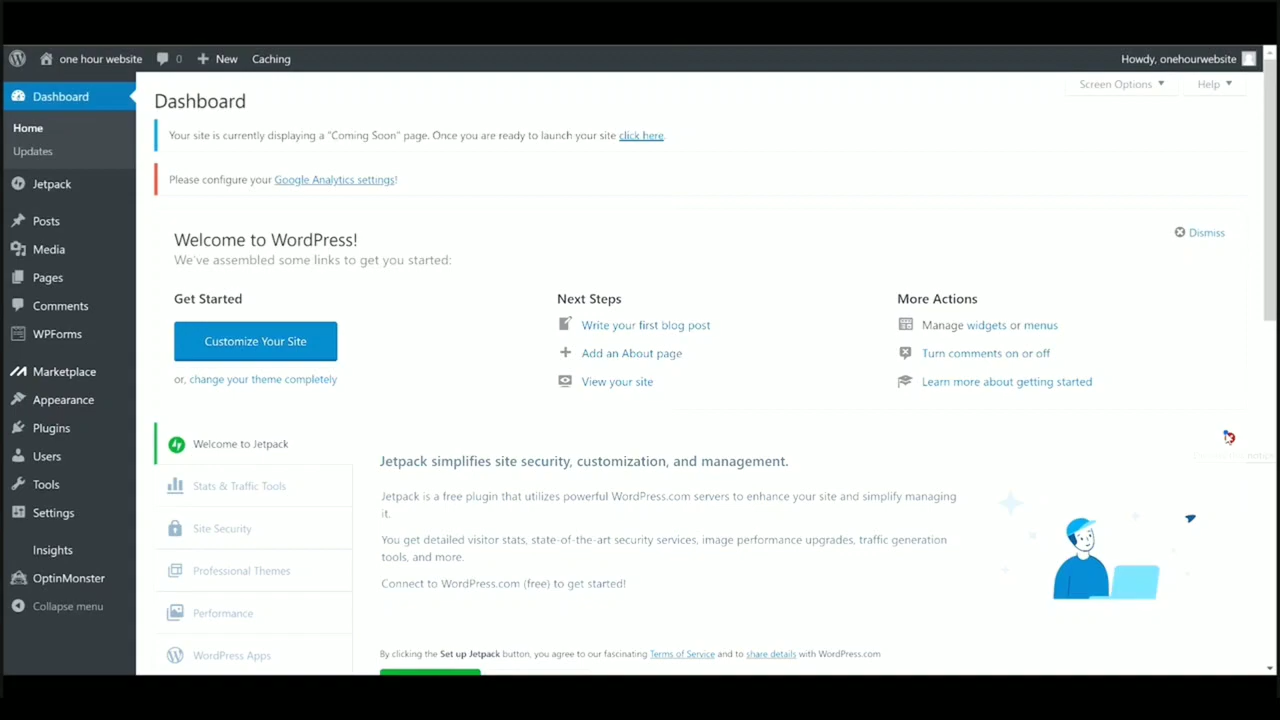 one hour website 0 New Caching Howdy, onehourwebsite
Dashboard
Home
Updates
Jetpack
Posts
Media
Pages
Comments
WPForms
Marketplace
Appearance
Plugins
Users
Tools
Settings
Insights
OptinMonster
Collapse menu
Screen Options Help
Dashboard
Your site is currently displaying a "Coming Soon" page. Once you are ready to launch your site click here.
Please configure your Google Analytics settings!
Welcome to WordPress!
Dismiss
We've assembled some links to get you started:
Get Started
Customize Your Site
or, change your theme completely
Next Steps
Write your first blog post
Add an About page
View your site
More Actions
Manage widgets or menus
Turn comments on or off
Learn more about getting started
Welcome to Jetpack
Stats & Traffic Tools
Site Security
Professional Themes
Performance
WordPress Apps
Jetpack simplifies site security, customization, and management.
Jetpack is a free plugin that utilizes powerful WordPress.com servers to enhance your site and simplify managing
it.
You get detailed visitor stats, state-of-the-art security services, image performance upgrades, traffic generation
tools, and more.
Connect to WordPress.com (free) to get started!
By clicking the Set up Jetpack button, you agree to our fascinating Terms of Service and to share details with WordPress.com
notice